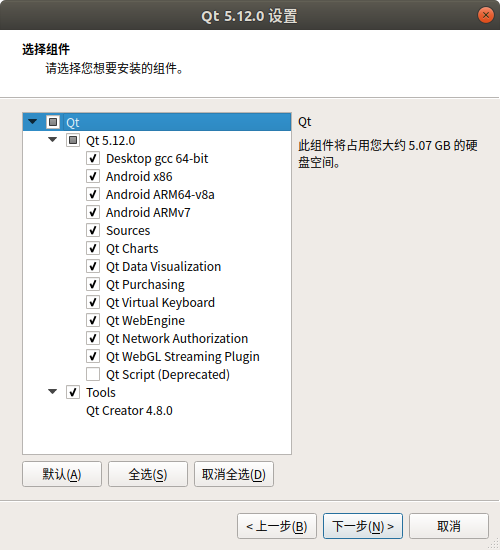 Qt 5.12.0 设置
选择组件
请选择您想要安装的组件。
Qt
Qt 5.12.0
Desktop gcc 64-bit
Android x86
Android ARM64-v8a
Android ARMv7
Sources
Qt Charts
Qt Data Visualization
Qt Purchasing
Qt Virtual Keyboard
Qt WebEngine
Qt Network Authorization
Qt WebGL Streaming Plugin
Qt Script (Deprecated)
Tools
Qt Creator 4.8.0
Qt
此组件将占用您大约 5.07 GB 的硬
盘空间。
默认(A)
全选(S)
取消全选(D)
< 上一步(B)
下一步(N) >
取消